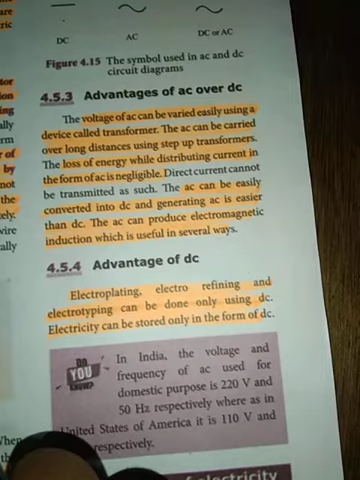 are
ric
DC
AC
DC or AC
Figure 4.15 The symbol used in ac and dc
circuit diagrams
4.5.3 Advantages of ac over dc
The voltage of ac can be varied easily using a
device called transformer. The ac can be carried
over long distances using step up transformers.
The loss of energy while distributing current in
the form of ac is negligible. Direct current cannot
be transmitted as such. The ac can be easily
converted into dc and generating ac is easier
than dc. The ac can produce electromagnetic
induction which is useful in several ways.
4.5.4 Advantage of dc
Electroplating, electro refining and
electrotyping can be done only using dc.
Electricity can be stored only in the form of dc.
DO
YOU
KNOW?
In India, the voltage and
frequency of ac used for
domestic purpose is 220 V and
50 Hz respectively where as in
United States of America it is 110 V and
respectively.
of electricity